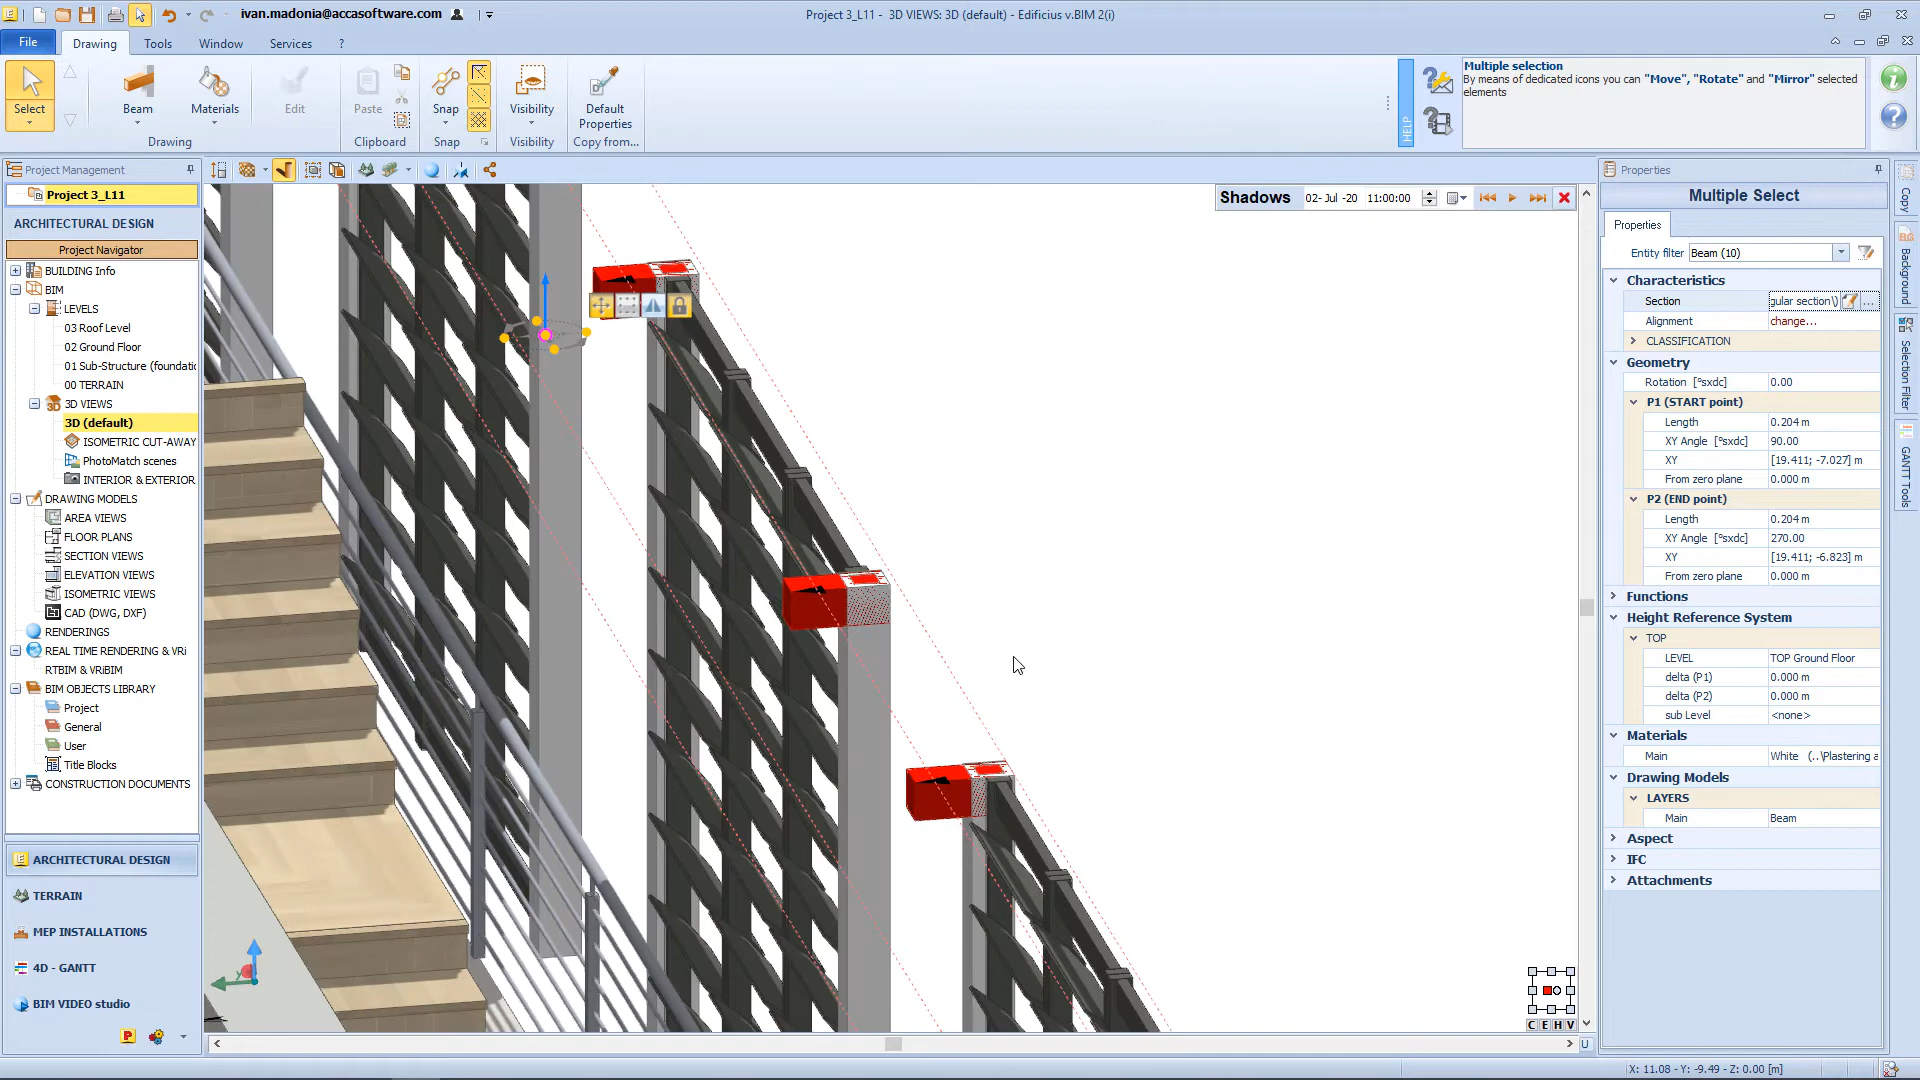 ivan.madonia@accasoftware.com
Project 3_L11 - 3D VIEWS: 3D (default) - Edificius v.BIM 2(i)
File
Drawing
Tools
Window
Services
?
Select
Beam
Materials
Edit
Drawing
Paste
Clipboard
Snap
Snap
Visibility
Visibility
Default
Properties
Copy from...
HELP
Multiple selection
By means of dedicated icons you can "Move", "Rotate" and "Mirror" selected
elements
Project Management
Project 3_L11
ARCHITECTURAL DESIGN
Project Navigator
BUILDING Info
BIM
LEVELS
03 Roof Level
02 Ground Floor
01 Sub-Structure (foundatic
00 TERRAIN
3D VIEWS
3D (default)
ISOMETRIC CUT-AWAY
PhotoMatch scenes
INTERIOR & EXTERIOR
DRAWING MODELS
AREA VIEWS
FLOOR PLANS
SECTION VIEWS
ELEVATION VIEWS
ISOMETRIC VIEWS
CAD (DWG, DXF)
RENDERINGS
REAL TIME RENDERING & VRi
RTBIM & VRiBIM
BIM OBJECTS LIBRARY
Project
General
User
Title Blocks
CONSTRUCTION DOCUMENTS
ARCHITECTURAL DESIGN
TERRAIN
MEP INSTALLATIONS
4D - GANTT
BIM VIDEO studio
Shadows 02- Jul -20 11:00:00
C E H V
U
Properties
Multiple Select
Properties
Entity filter Beam (10)
Characteristics
Section gular section\) ...
Alignment change...
CLASSIFICATION
Geometry
Rotation [°sxdc] 0.00
P1 (START point)
Length 0.204 m
XY Angle [°sxdc] 90.00
XY [19.411; -7.027] m
From zero plane 0.000 m
P2 (END point)
Length 0.204 m
XY Angle [°sxdc] 270.00
XY [19.411; -6.823] m
From zero plane 0.000 m
Functions
Height Reference System
TOP
LEVEL TOP Ground Floor
delta (P1) 0.000 m
delta (P2) 0.000 m
sub Level <none>
Materials
Main White (..\Plastering a
Drawing Models
LAYERS
Main Beam
Aspect
IFC
Attachments
Copy
Background
Selection Filter
GANTT Tools
X: 11.08 - Y: -9.49 - Z: 0.00 [m]